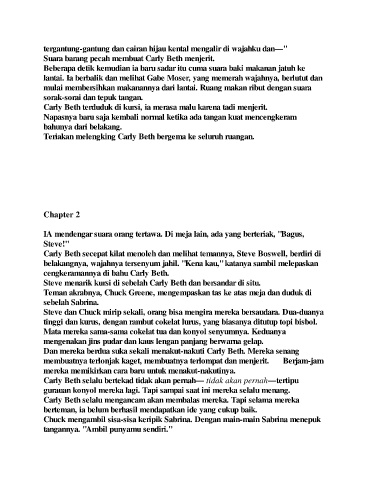 tergantung-gantung dan cairan hijau kental mengalir di wajahku dan—"
Suara barang pecah membuat Carly Beth menjerit.
Beberapa detik kemudian ia baru sadar itu cuma suara baki makanan jatuh ke
lantai. Ia berbalik dan melihat Gabe Moser, yang memerah wajahnya, berlutut dan
mulai membersihkan makanannya dari lantai. Ruang makan ribut dengan suara
sorak-sorai dan tepuk tangan.
Carly Beth terduduk di kursi, ia merasa malu karena tadi menjerit.
Napasnya baru saja kembali normal ketika ada tangan kuat mencengkeram
bahunya dari belakang.
Teriakan melengking Carly Beth bergema ke seluruh ruangan.
Chapter 2
IA mendengar suara orang tertawa. Di meja lain, ada yang berteriak, "Bagus,
Steve!"
Carly Beth secepat kilat menoleh dan melihat temannya, Steve Boswell, berdiri di
belakangnya, wajahnya tersenyum jahil. "Kena kau," katanya sambil melepaskan
cengkeramannya di bahu Carly Beth.
Steve menarik kursi di sebelah Carly Beth dan bersandar di situ.
Teman akrabnya, Chuck Greene, mengempaskan tas ke atas meja dan duduk di
sebelah Sabrina.
Steve dan Chuck mirip sekali, orang bisa mengira mereka bersaudara. Dua-duanya
tinggi dan kurus, dengan rambut cokelat lurus, yang biasanya ditutup topi bisbol.
Mata mereka sama-sama cokelat tua dan konyol senyumnya. Keduanya
mengenakan jins pudar dan kaus lengan panjang berwarna gelap.
Dan mereka berdua suka sekali menakut-nakuti Carly Beth. Mereka senang
membuatnya terlonjak kaget, membuatnya terlompat dan menjerit. Berjam-jam
mereka memikirkan cara baru untuk menakut-nakutinya.
Carly Beth selalu bertekad tidak akan pernah— tidak akan pernah—tertipu
gurauan konyol mereka lagi. Tapi sampai saat ini mereka selalu menang.
Carly Beth selalu mengancam akan membalas mereka. Tapi selama mereka
berteman, ia belum berhasil mendapatkan ide yang cukup baik.
Chuck mengambil sisa-sisa keripik Sabrina. Dengan main-main Sabrina menepuk
tangannya. "Ambil punyamu sendiri."